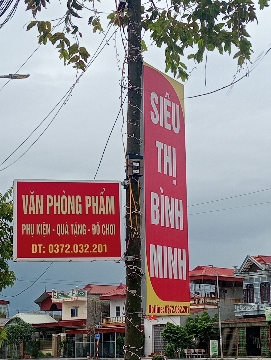 VĂN PHÒNG PHẨM
PHỤ KIỆN - QUÀ TẶNG - ĐỒ CHƠI
ĐT: 0372.032.201
SIÊU
THỊ
BÌNH
MINH